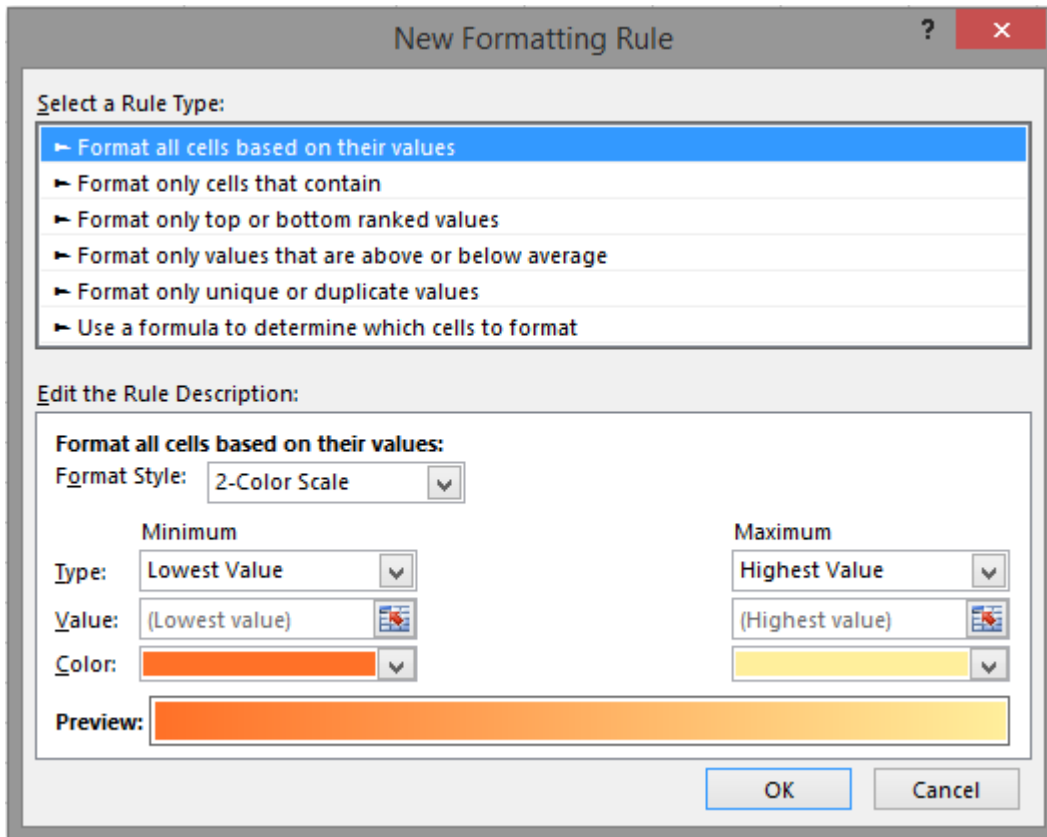 New Formatting Rule ?
Select a Rule Type:
► Format all cells based on their values
► Format only cells that contain
► Format only top or bottom ranked values
► Format only values that are above or below average
► Format only unique or duplicate values
► Use a formula to determine which cells to format
Edit the Rule Description:
Format all cells based on their values:
Format Style: 2-Color Scale
Minimum Maximum
Type: Lowest Value Highest Value
Value: (Lowest value) (Highest value)
Color:
Preview:
OK Cancel